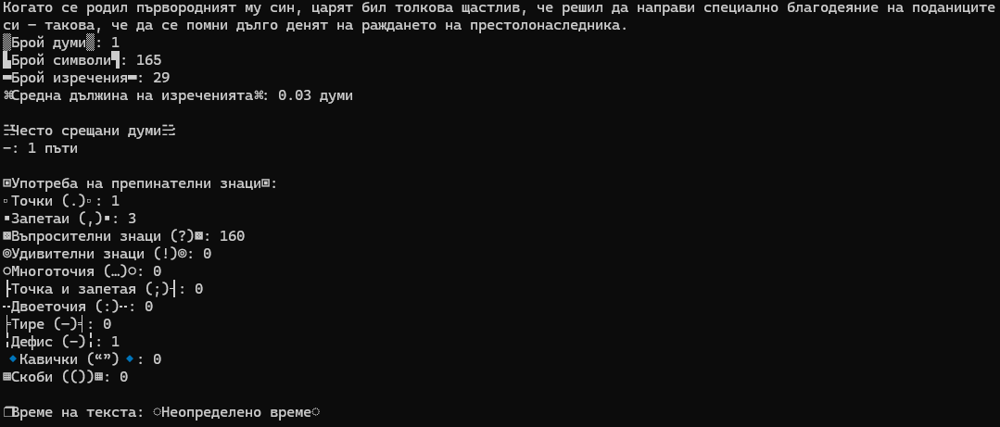 Когато се родил първородният му син, царят бил толкова щастлив, че решил да направи специално благодеяние на поданиците
си – такова, че да се помни дълго денят на раждането на престолонаследника.
▒Брой думи▒: 1
▙Брой символи▜: 165
▬Брой изречения▬: 29
⌘Средна дължина на изреченията⌘: 0.03 думи
☵Често срещани думи☵:
–: 1 пъти
▣Употреба на препинателни знаци▣:
▫Точки (.)▫: 1
▪Запетаи (,)▪: 3
▩Въпросителни знаци (?)▩: 160
◎Удивителни знаци (!)◎: 0
○Многоточия (…)○: 0
├Точка и запетая (;)┤: 0
╌Двоеточия (:)╌: 0
╞Тире (—)╡: 0
╏Дефис (–)╏: 1
🔹Кавички (“”)🔹: 0
▦Скоби (())▦: 0
❐Време на текста: ◌Неопределено време◌